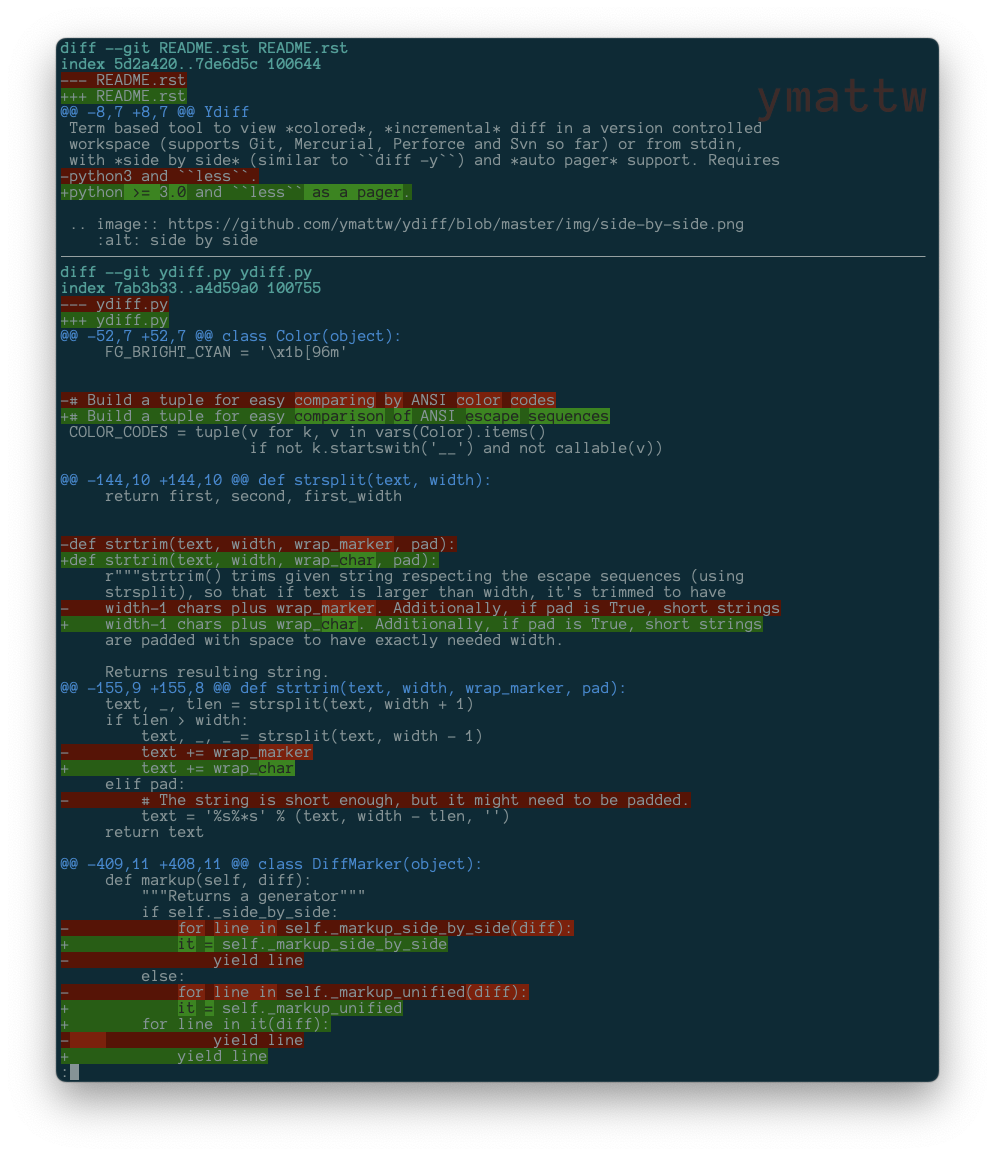 diff --git README.rst README.rst
index 5d2a420..7de6d5c 100644
--- README.rst
+++ README.rst
ymattw
@@ -8,7 +8,7 @@ Ydiff
 Term based tool to view *colored*, *incremental* diff in a version controlled
 workspace (supports Git, Mercurial, Perforce and Svn so far) or from stdin,
 with *side by side* (similar to ``diff -y``) and *auto pager* support. Requires
-python3 and ``less``.
+python >= 3.0 and ``less`` as a pager.
 .. image:: https://github.com/ymattw/ydiff/blob/master/img/side-by-side.png
    :alt: side by side
diff --git ydiff.py ydiff.py
index 7ab3b33..a4d59a0 100755
--- ydiff.py
+++ ydiff.py
@@ -52,7 +52,7 @@ class Color(object):
     FG_BRIGHT_CYAN = '\x1b[96m'
-# Build a tuple for easy comparing by ANSI color codes
+# Build a tuple for easy comparison of ANSI escape sequences
 COLOR_CODES = tuple(v for k, v in vars(Color).items()
                     if not k.startswith('__') and not callable(v))
@@ -144,10 +144,10 @@ def strsplit(text, width):
     return first, second, first_width
-def strtrim(text, width, wrap_marker, pad):
+def strtrim(text, width, wrap_char, pad):
     r"""strtrim() trims given string respecting the escape sequences (using
     strsplit), so that if text is larger than width, it's trimmed to have
-    width-1 chars plus wrap_marker. Additionally, if pad is True, short strings
+    width-1 chars plus wrap_char. Additionally, if pad is True, short strings
     are padded with space to have exactly needed width.
     Returns resulting string.
@@ -155,9 +155,8 @@ def strtrim(text, width, wrap_marker, pad):
     text, _, tlen = strsplit(text, width + 1)
     if tlen > width:
         text, _, _ = strsplit(text, width - 1)
-        text += wrap_marker
+        text += wrap_char
     elif pad:
-        # The string is short enough, but it might need to be padded.
         text = '%s%*s' % (text, width - tlen, '')
     return text
@@ -409,11 +408,11 @@ class DiffMarker(object):
     def markup(self, diff):
         """Returns a generator"""
         if self._side_by_side:
-            for line in self._markup_side_by_side(diff):
+            it = self._markup_side_by_side
-                yield line
         else:
-            for line in self._markup_unified(diff):
+            it = self._markup_unified
+        for line in it(diff):
-                yield line
+            yield line
: